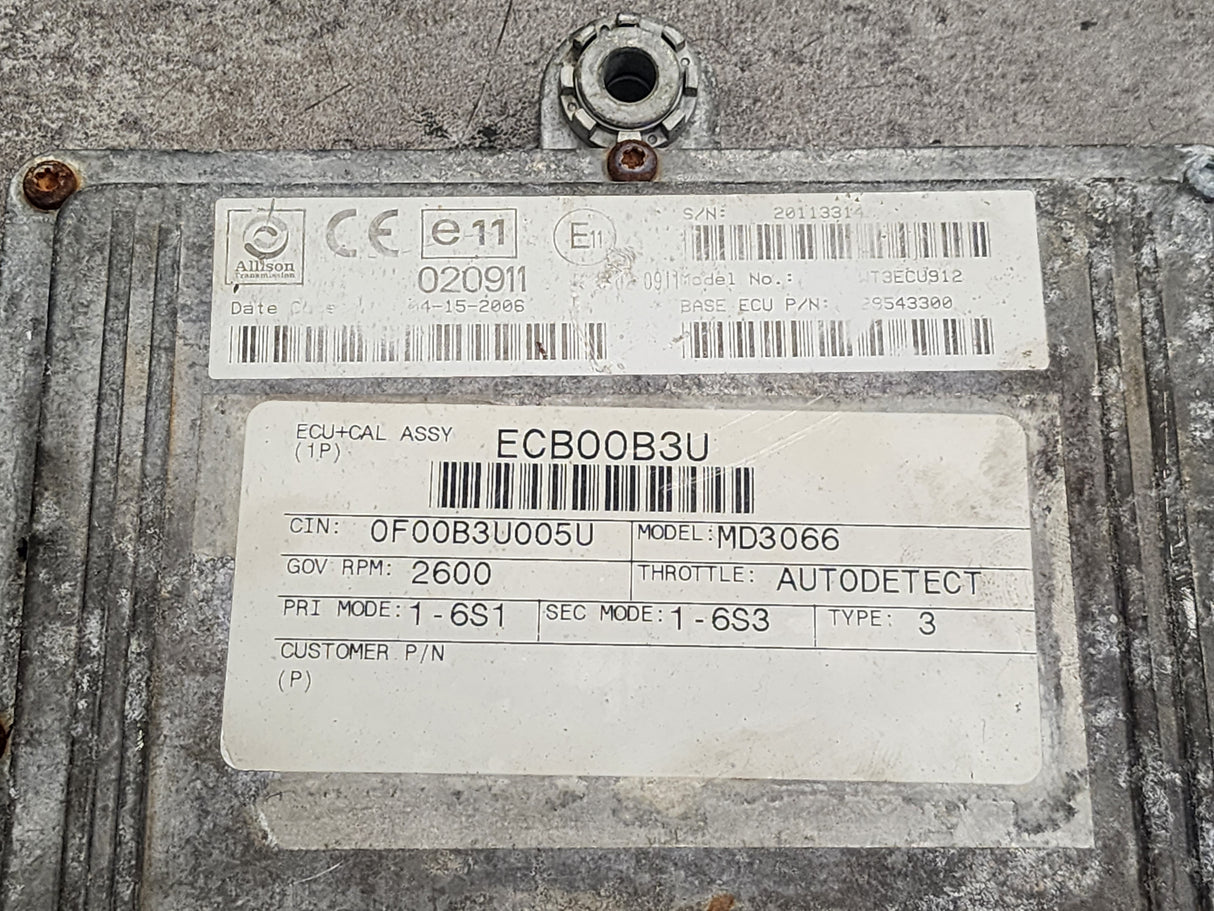 Allison
Transmission
CE
e11
020911
E11
0911
Date
04-15-2006
S/N: 20113314
Model No.: WT3ECU912
BASE ECU P/N: 29543300
ECU+CAL ASSY ECB00B3U
(1P)
CIN: 0F00B3U005U MODEL: MD3066
GOV RPM: 2600 THROTTLE: AUTODETECT
PRI MODE: 1-6S1 SEC MODE: 1-6S3 TYPE: 3
CUSTOMER P/N
(P)